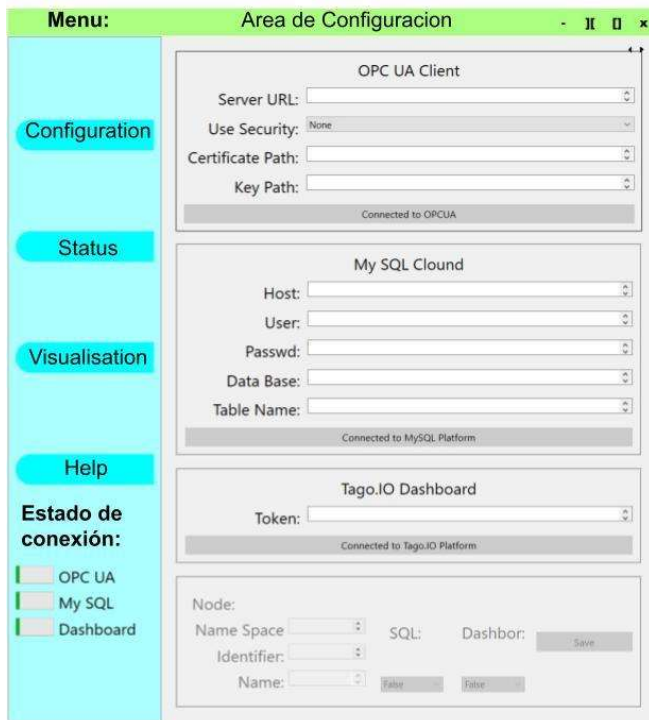 Menu:
Area de Configuracion
- ][ [] x
Configuration
Status
Visualisation
Help
Estado de
conexión:
OPC UA
My SQL
Dashboard
OPC UA Client
Server URL:
Use Security: None
Certificate Path:
Key Path:
Connected to OPCUA
My SQL Clound
Host:
User:
Passwd:
Data Base:
Table Name:
Connected to MySQL Platform
Tago.IO Dashboard
Token:
Connected to Tago.IO Platform
Node:
Name Space
Identifier:
Name:
SQL:
False
Dashbor:
False
Save